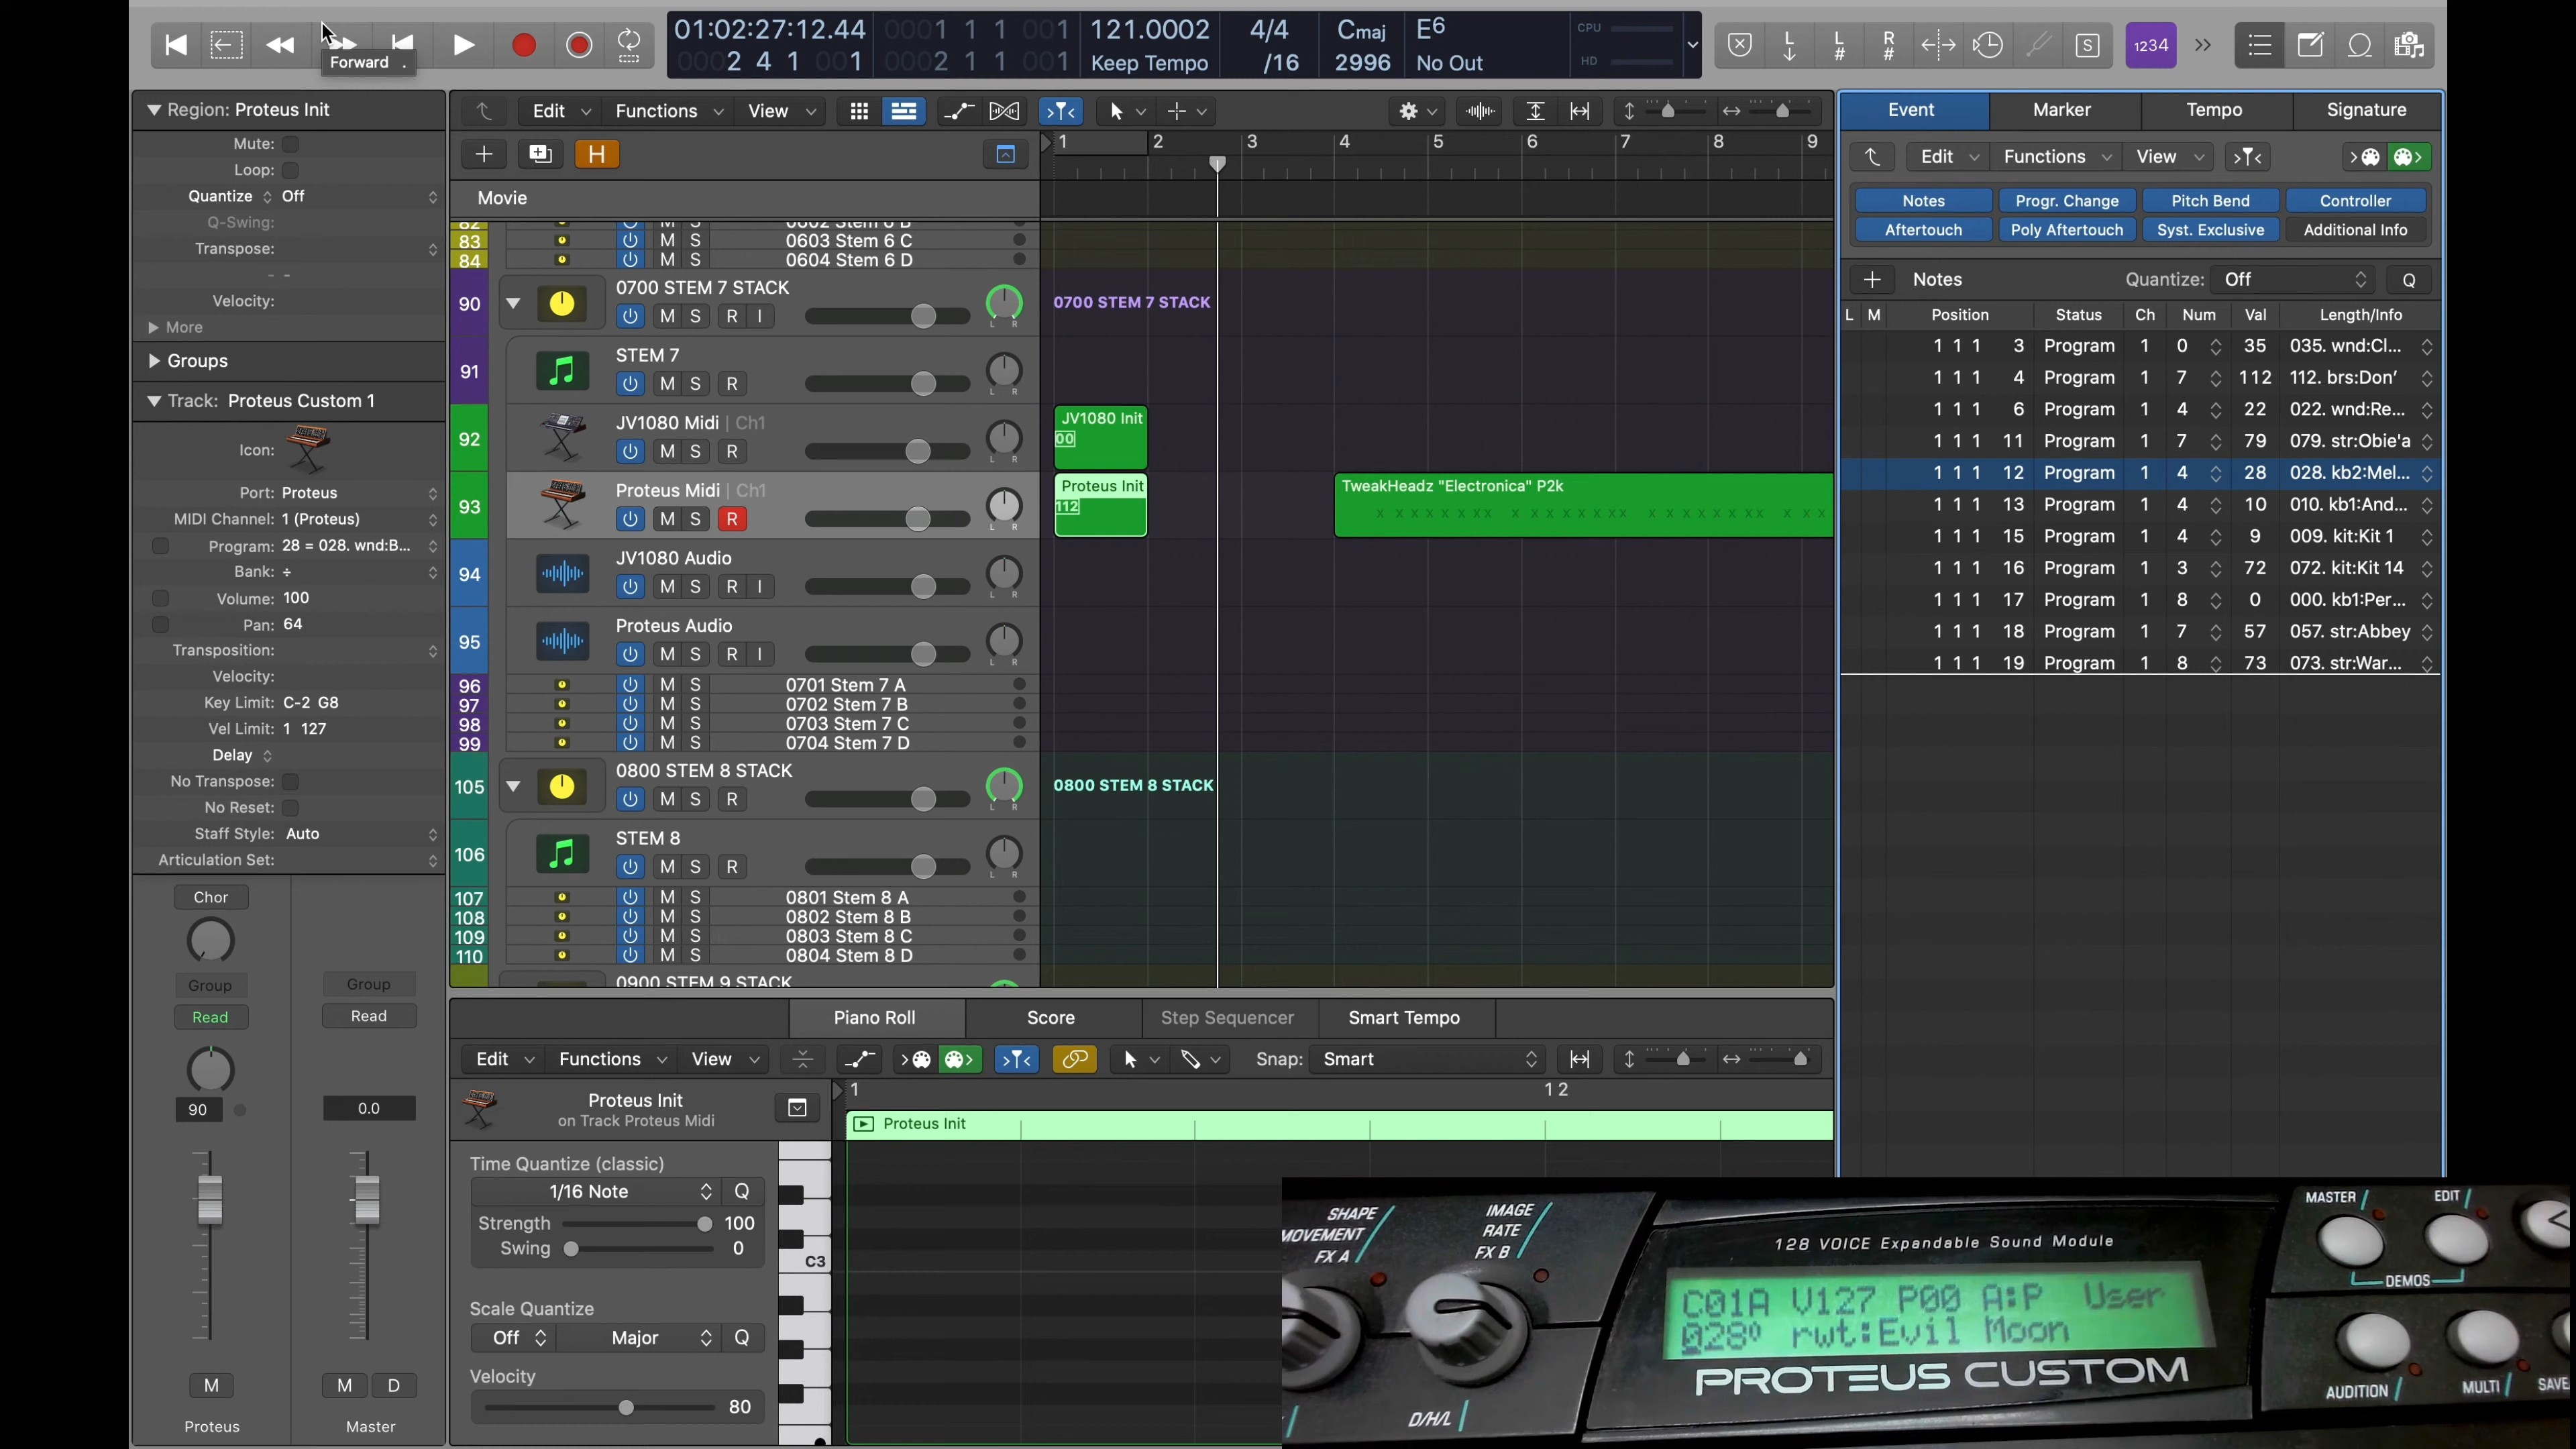 01:02:27:12.44
0002 4 1 001
0001 1 1 001
0002 1 1 001
121.0002
Keep Tempo
4/4
/16
Cmaj
2996
E6
No Out
CPU
HD
L
L #
R #
S
1234
Forward .
Region: Proteus Init
Mute:
Loop:
Quantize Off
Q-Swing:
Transpose:
- -
Velocity:
More
Groups
Track: Proteus Custom 1
Icon:
Port: Proteus
MIDI Channel: 1 (Proteus)
Program: 28 = 028. wnd:B...
Bank: ÷
Volume: 100
Pan: 64
Transposition:
Velocity:
Key Limit: C-2 G8
Vel Limit: 1 127
Delay
No Transpose:
No Reset:
Staff Style: Auto
Articulation Set:
Chor
Group
Group
Read
Read
90
0.0
M
M D
Proteus
Master
Edit Functions View
H
1 2 3 4 5 6 7 8 9
Movie
82 M S 0602 Stem 6 B
83 M S 0603 Stem 6 C
84 M S 0604 Stem 6 D
90 0700 STEM 7 STACK
M S R I
L R
0700 STEM 7 STACK
91 STEM 7
M S R
L R
92 JV1080 Midi | Ch1
M S R
L R
JV1080 Init
00
93 Proteus Midi | Ch1
M S R
L R
Proteus Init
112
TweakHeadz "Electronica" P2k
94 JV1080 Audio
M S R I
L R
95 Proteus Audio
M S R I
L R
96 M S 0701 Stem 7 A
97 M S 0702 Stem 7 B
98 M S 0703 Stem 7 C
99 M S 0704 Stem 7 D
105 0800 STEM 8 STACK
M S R
L R
0800 STEM 8 STACK
106 STEM 8
M S R
L R
107 M S 0801 Stem 8 A
108 M S 0802 Stem 8 B
109 M S 0803 Stem 8 C
110 M S 0804 Stem 8 D
0900 STEM 9 STACK
Piano Roll Score Step Sequencer Smart Tempo
Edit Functions View Snap: Smart
Proteus Init
on Track Proteus Midi
1 1 2
Proteus Init
Time Quantize (classic)
1/16 Note Q
Strength 100
Swing 0
C3
Scale Quantize
Off Major Q
Velocity
80
Event Marker Tempo Signature
Edit Functions View
Notes Progr. Change Pitch Bend Controller
Aftertouch Poly Aftertouch Syst. Exclusive Additional Info
Notes Quantize: Off Q
L M Position Status Ch Num Val Length/Info
1 1 1 3 Program 1 0 35 035. wnd:Cl...
1 1 1 4 Program 1 7 112 112. brs:Don'
1 1 1 6 Program 1 4 22 022. wnd:Re...
1 1 1 11 Program 1 7 79 079. str:Obie'a
1 1 1 12 Program 1 4 28 028. kb2:Mel...
1 1 1 13 Program 1 4 10 010. kb1:And...
1 1 1 15 Program 1 4 9 009. kit:Kit 1
1 1 1 16 Program 1 3 72 072. kit:Kit 14
1 1 1 17 Program 1 8 0 000. kb1:Per...
1 1 1 18 Program 1 7 57 057. str:Abbey
1 1 1 19 Program 1 8 73 073. str:War...
SHAPE
MOVEMENT
FX A
IMAGE
RATE
FX B
D/H/L
128 VOICE Expandable Sound Module
C01A V127 P00 A:P User
028 rwt:Evil Moon
PROTEUS CUSTOM
MASTER
EDIT
DEMOS
AUDITION
MULTI
SAVE